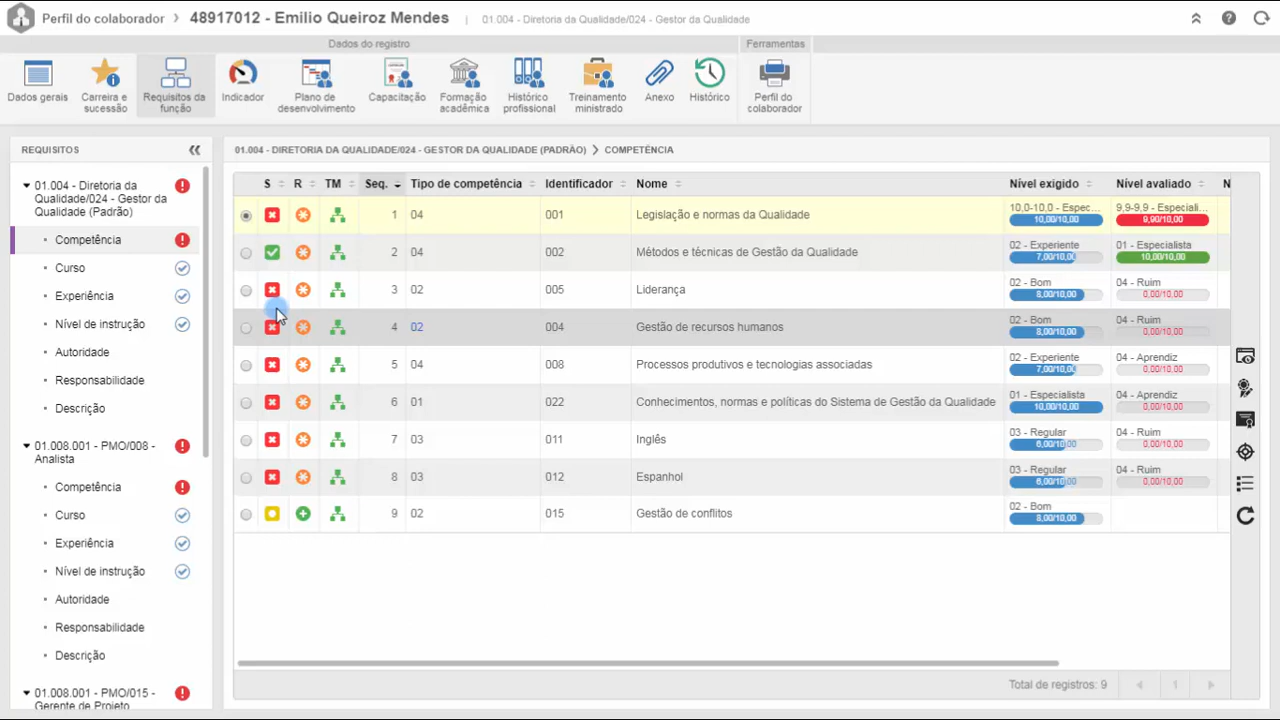 Perfil do colaborador > 48917012 - Emilio Queiroz Mendes | 01.004 - Diretoria da Qualidade/024 - Gestor da Qualidade
Dados do registro
Ferramentas
Dados gerais
Carreira e sucessão
Requisitos da função
Indicador
Plano de desenvolvimento
Capacitação
Formação acadêmica
Histórico profissional
Treinamento ministrado
Anexo
Histórico
Perfil do colaborador
REQUISITOS
01.004 - Diretoria da
Qualidade/024 - Gestor da
Qualidade (Padrão)
Competência
Curso
Experiência
Nível de instrução
Autoridade
Responsabilidade
Descrição
01.008.001 - PMO/008 -
Analista
Competência
Curso
Experiência
Nível de instrução
Autoridade
Responsabilidade
Descrição
01.008.001 - PMO/015 -
Gerente de Projeto
01.004 - DIRETORIA DA QUALIDADE/024 - GESTOR DA QUALIDADE (PADRÃO) > COMPETÊNCIA
S R TM Seq. Tipo de competência Identificador Nome Nível exigido Nível avaliado N
1 04 001 Legislação e normas da Qualidade 10,0-10,0 - Espec... 9,9-9,9 - Especiali...
10,00/10,00 9,90/10,00
2 04 002 Métodos e técnicas de Gestão da Qualidade 02 - Experiente 01 - Especialista
7,00/10,00 10,00/10,00
3 02 005 Liderança 02 - Bom 04 - Ruim
8,00/10,00 0,00/10,00
4 02 004 Gestão de recursos humanos 02 - Bom 04 - Ruim
8,00/10,00 0,00/10,00
5 04 008 Processos produtivos e tecnologias associadas 02 - Experiente 04 - Aprendiz
7,00/10,00 0,00/10,00
6 01 022 Conhecimentos, normas e políticas do Sistema de Gestão da Qualidade 01 - Especialista 04 - Aprendiz
10,00/10,00 0,00/10,00
7 03 011 Inglês 03 - Regular 04 - Ruim
6,00/10,00 0,00/10,00
8 03 012 Espanhol 03 - Regular 04 - Ruim
6,00/10,00 0,00/10,00
9 02 015 Gestão de conflitos 02 - Bom
8,00/10,00
Total de registros: 9 1